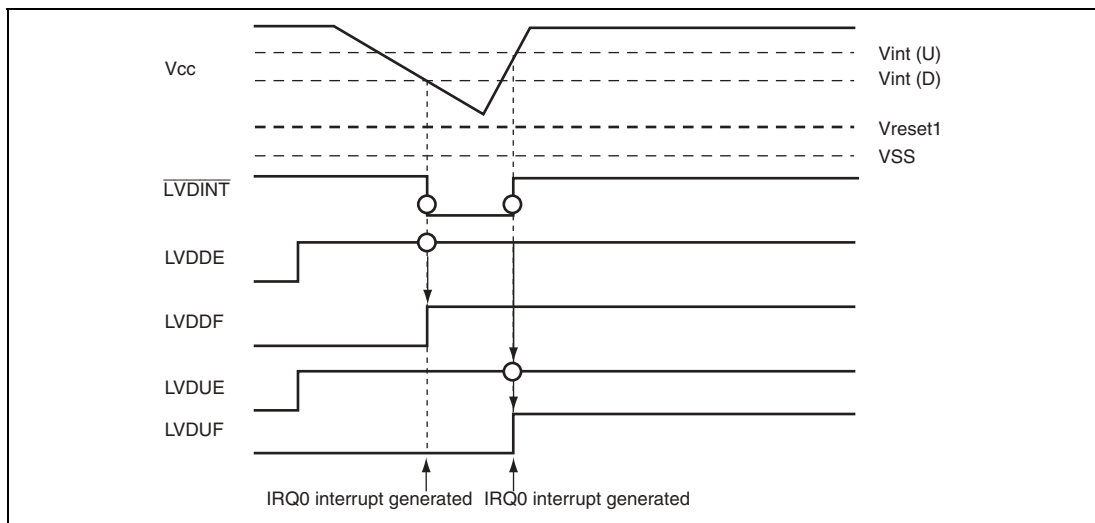 Vcc
Vint (U)
Vint (D)
Vreset1
VSS
LVDINT
LVDDE
LVDDF
LVDUE
LVDUF
IRQ0 interrupt generated IRQ0 interrupt generated